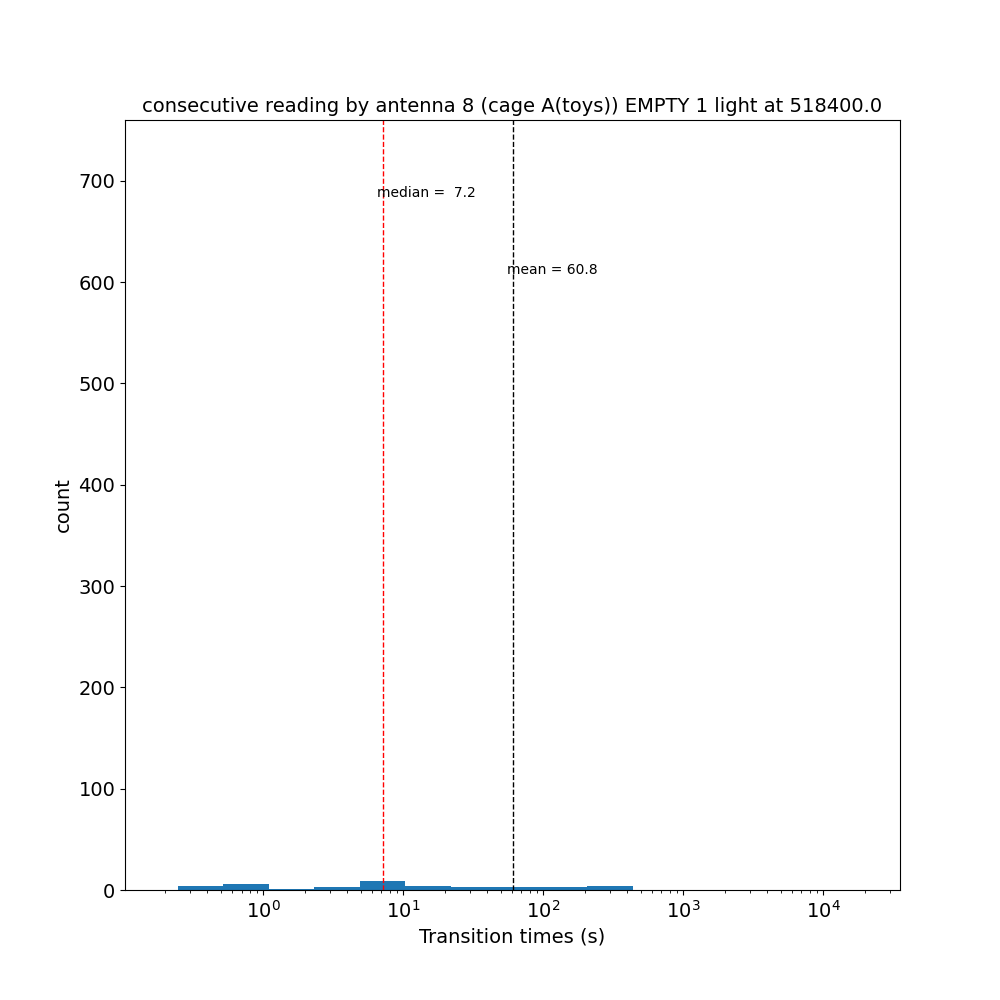 consecutive reading by antenna 8 (cage A(toys)) EMPTY 1 light at 518400.0
700
median =  7.2
mean = 60.8
600
500
400
count
300
200
100
0
10^0 10^1 10^2 10^3 10^4
Transition times (s)